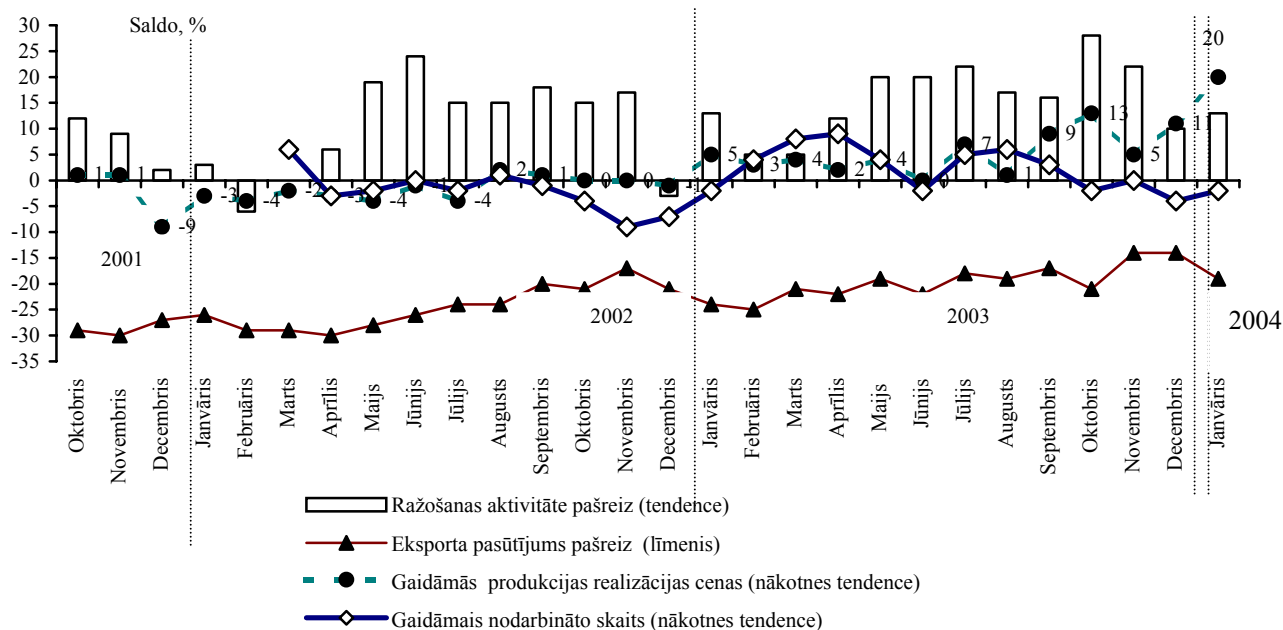 Saldo, %
30
25
20
15
10
5
0
-5
-10
-15
-20
-25
-30
-35
1
1
-9
-3
-4
-2
-3
-4
-1
-4
2
1
0
0
-1
5
3
4
2
4
0
7
1
9
13
5
11
20
2001
2002
2003
2004
Oktobris
Novembris
Decembris
Janvāris
Februāris
Marts
Aprīlis
Maijs
Jūnijs
Jūlijs
Augusts
Septembris
Oktobris
Novembris
Decembris
Janvāris
Februāris
Marts
Aprīlis
Maijs
Jūnijs
Jūlijs
Augusts
Septembris
Oktobris
Novembris
Decembris
Janvāris
Ražošanas aktivitāte pašreiz (tendence)
Eksporta pasūtījums pašreiz (līmenis)
Gaidāmās produkcijas realizācijas cenas (nākotnes tendence)
Gaidāmais nodarbināto skaits (nākotnes tendence)